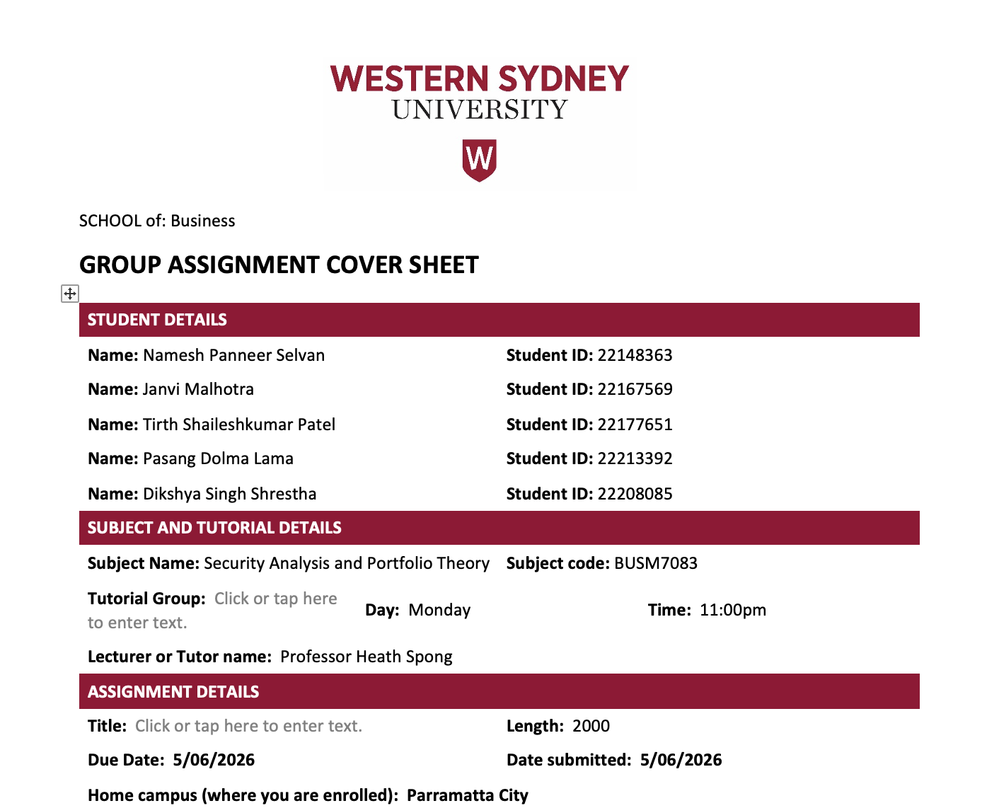 WESTERN SYDNEY
UNIVERSITY
W
SCHOOL of: Business
GROUP ASSIGNMENT COVER SHEET
STUDENT DETAILS
Name: Namesh Panneer Selvan Student ID: 22148363
Name: Janvi Malhotra Student ID: 22167569
Name: Tirth Shaileshkumar Patel Student ID: 22177651
Name: Pasang Dolma Lama Student ID: 22213392
Name: Dikshya Singh Shrestha Student ID: 22208085
SUBJECT AND TUTORIAL DETAILS
Subject Name: Security Analysis and Portfolio Theory Subject code: BUSM7083
Tutorial Group: Click or tap here
to enter text.
Day: Monday Time: 11:00pm
Lecturer or Tutor name: Professor Heath Spong
ASSIGNMENT DETAILS
Title: Click or tap here to enter text. Length: 2000
Due Date: 5/06/2026 Date submitted: 5/06/2026
Home campus (where you are enrolled): Parramatta City